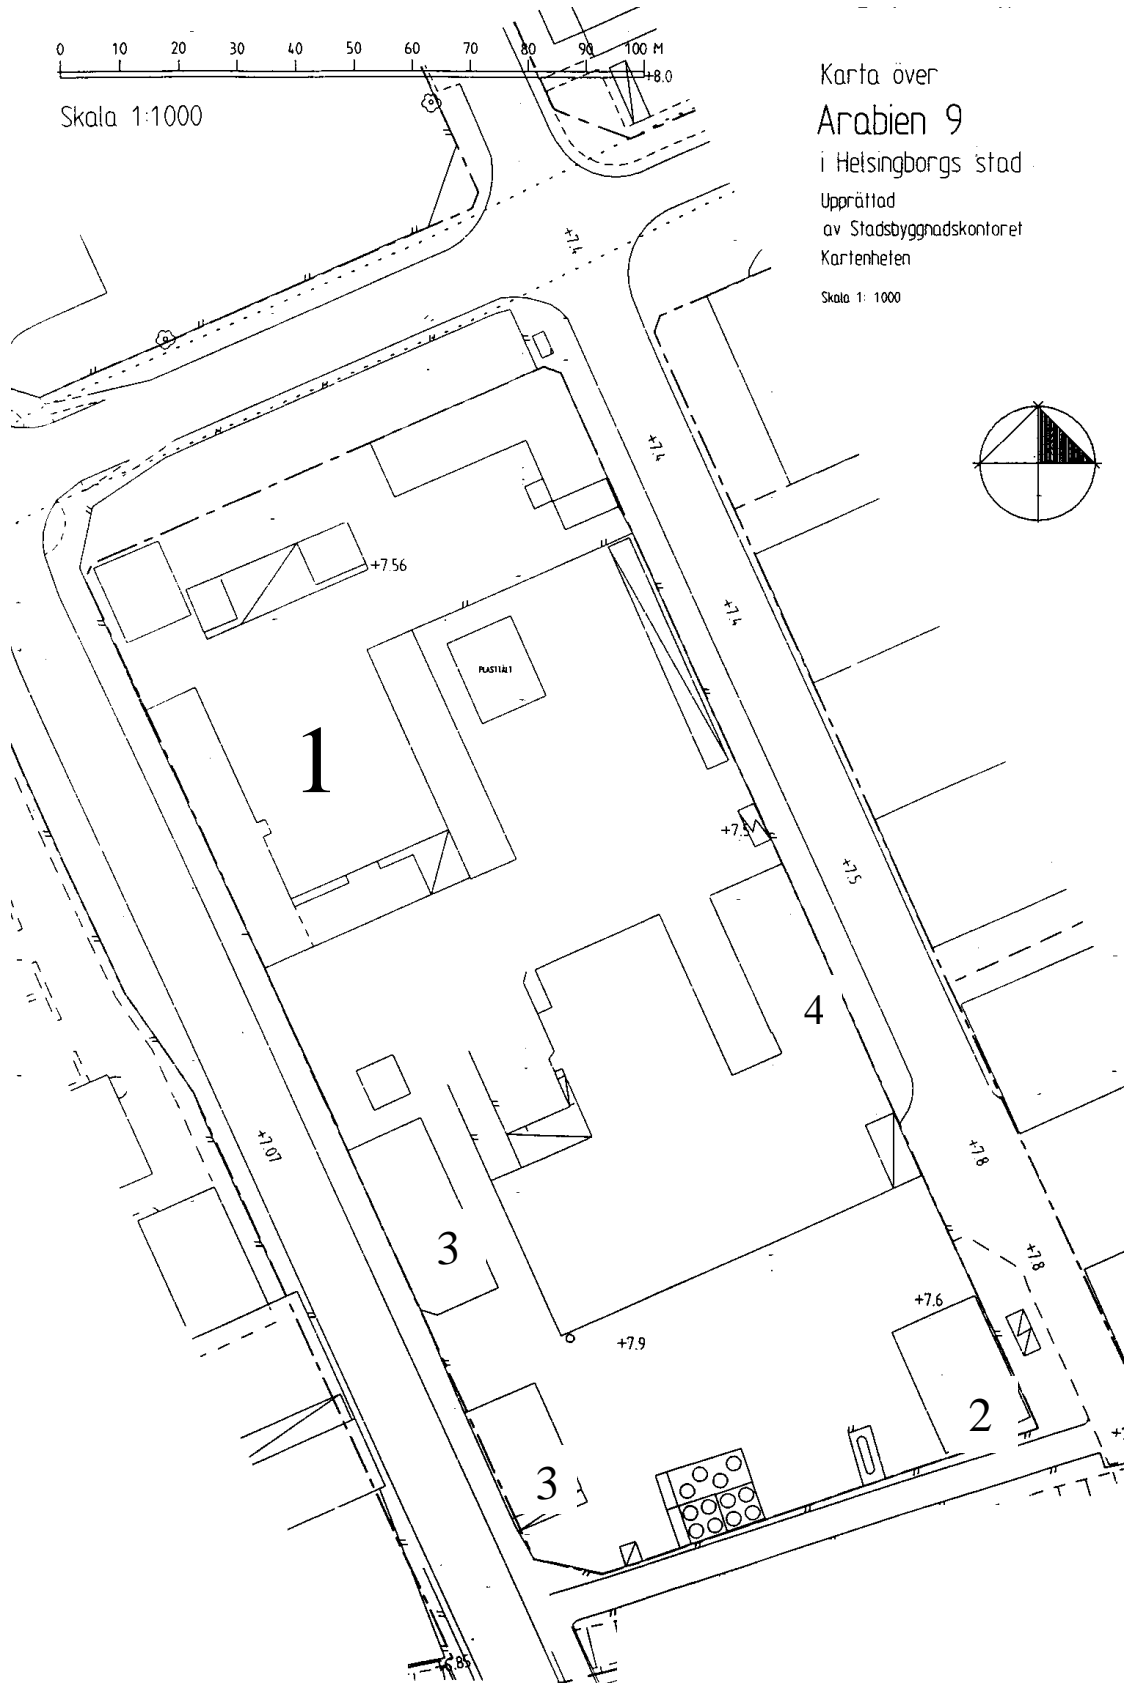 0 10 20 30 40 50 60 70 80 90 100 M
+8.0
Skala 1:1000
Karta över
Arabien 9
i Helsingborgs stad
Upprättad
av Stadsbyggnadskontoret
Kartenheten
Skala 1: 1000
+7.4
+7.4
+7.56
+7.4
PLASTTÄLT
1
+7.5
+7.5
4
+7.07
+7.8
3
+7.8
+7.6
+7.9
2
3
+6.85